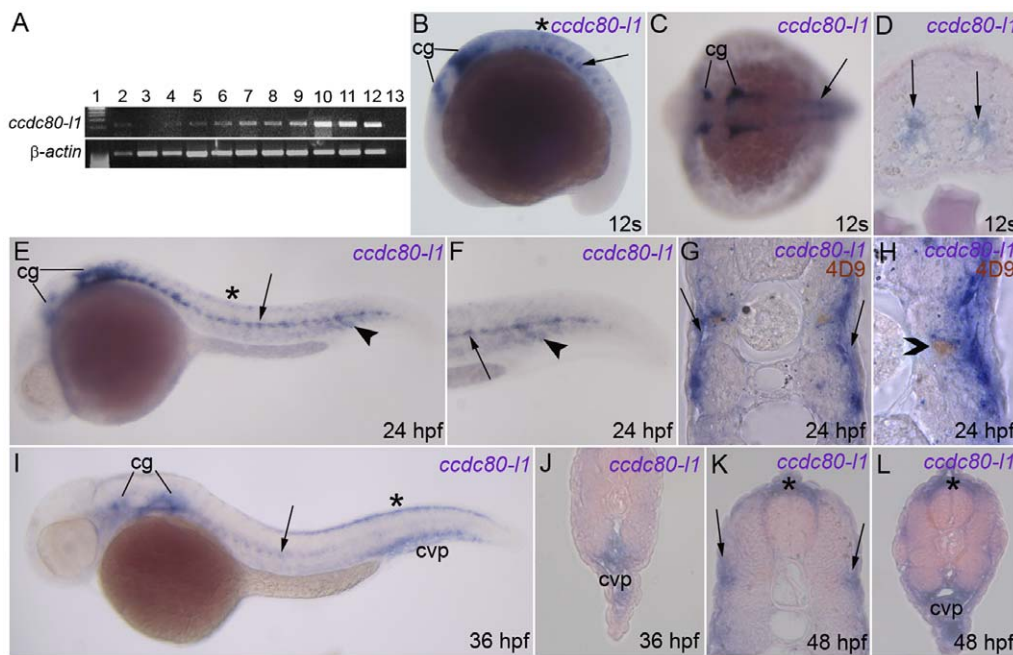 A
1 2 3 4 5 6 7 8 9 10 11 12 13
ccdc80-l1
β-actin
B
*ccdc80-l1
cg
12s
C
ccdc80-l1
cg
12s
D
ccdc80-l1
12s
E
ccdc80-l1
cg
*
24 hpf
F
ccdc80-l1
24 hpf
G
ccdc80-l1
4D9
24 hpf
H
ccdc80-l1
4D9
24 hpf
I
ccdc80-l1
cg
*
cvp
36 hpf
J
ccdc80-l1
cvp
36 hpf
K
ccdc80-l1
*
48 hpf
L
ccdc80-l1
*
cvp
48 hpf